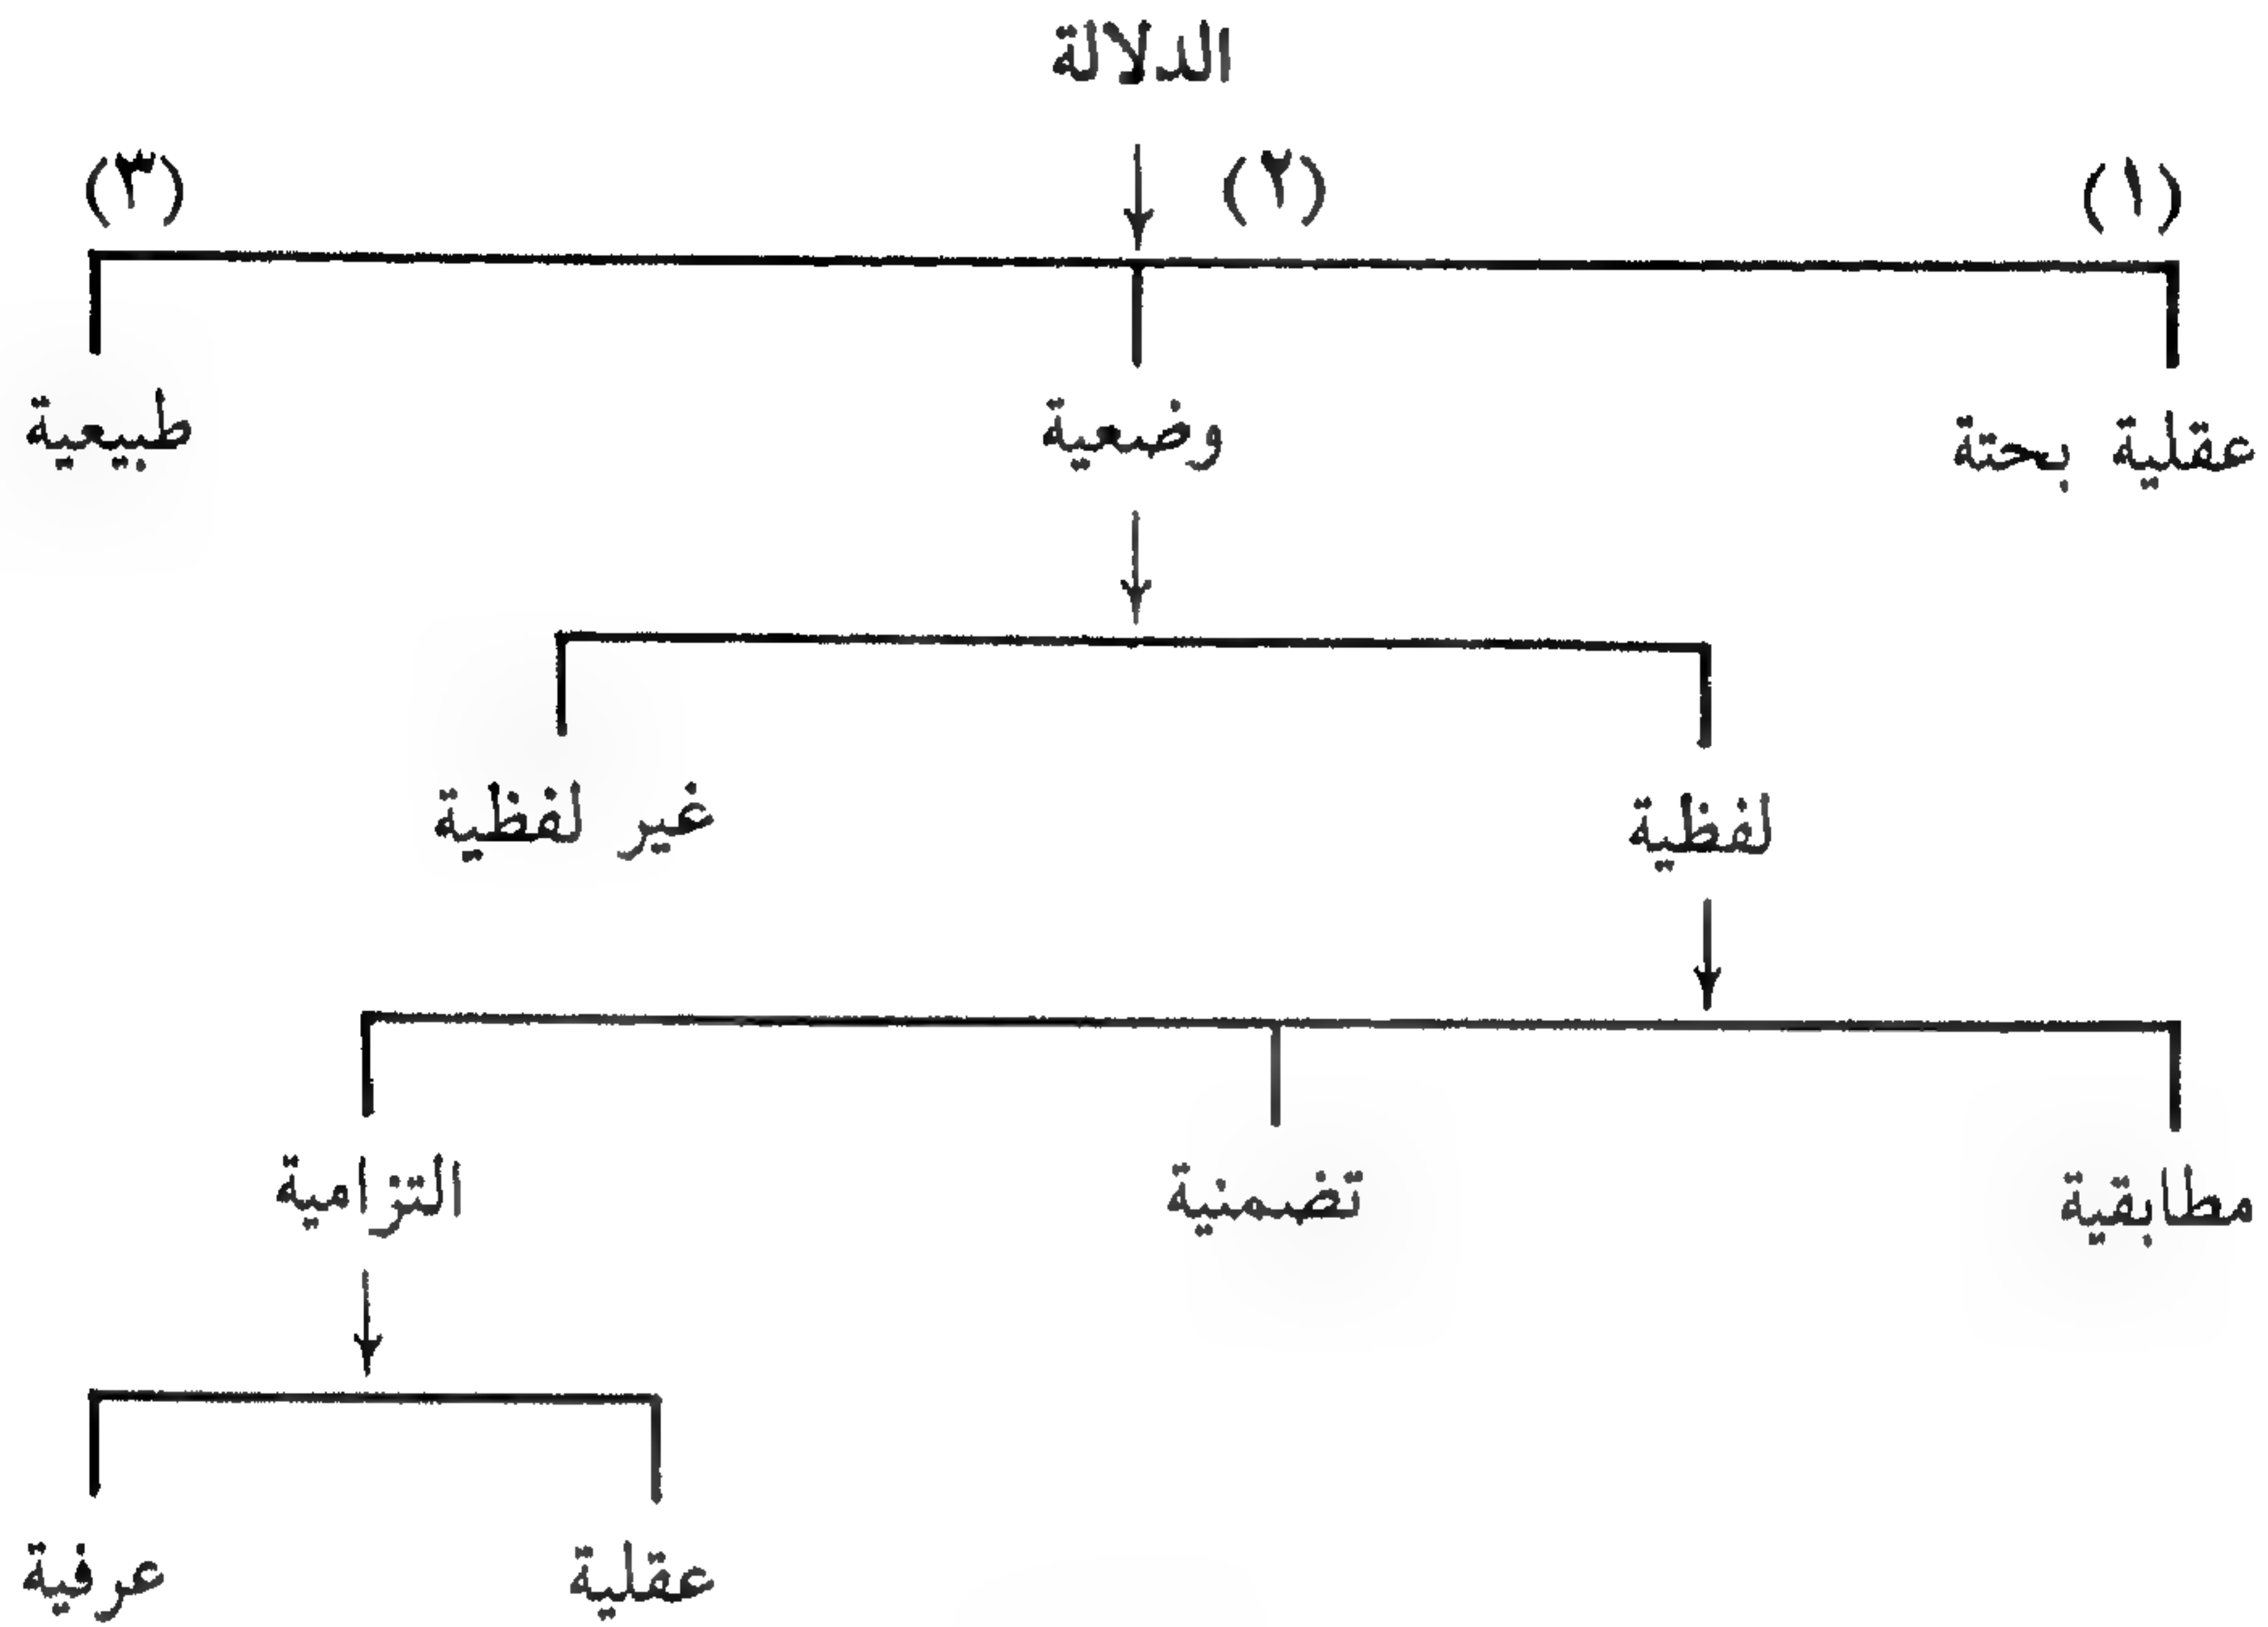 الدلالة
(١) (٢) (٣)
عقلية بحتة وضعية طبيعية
لفظية غير لفظية
مطابقية تضمنية التزامية
عقلية عرفية